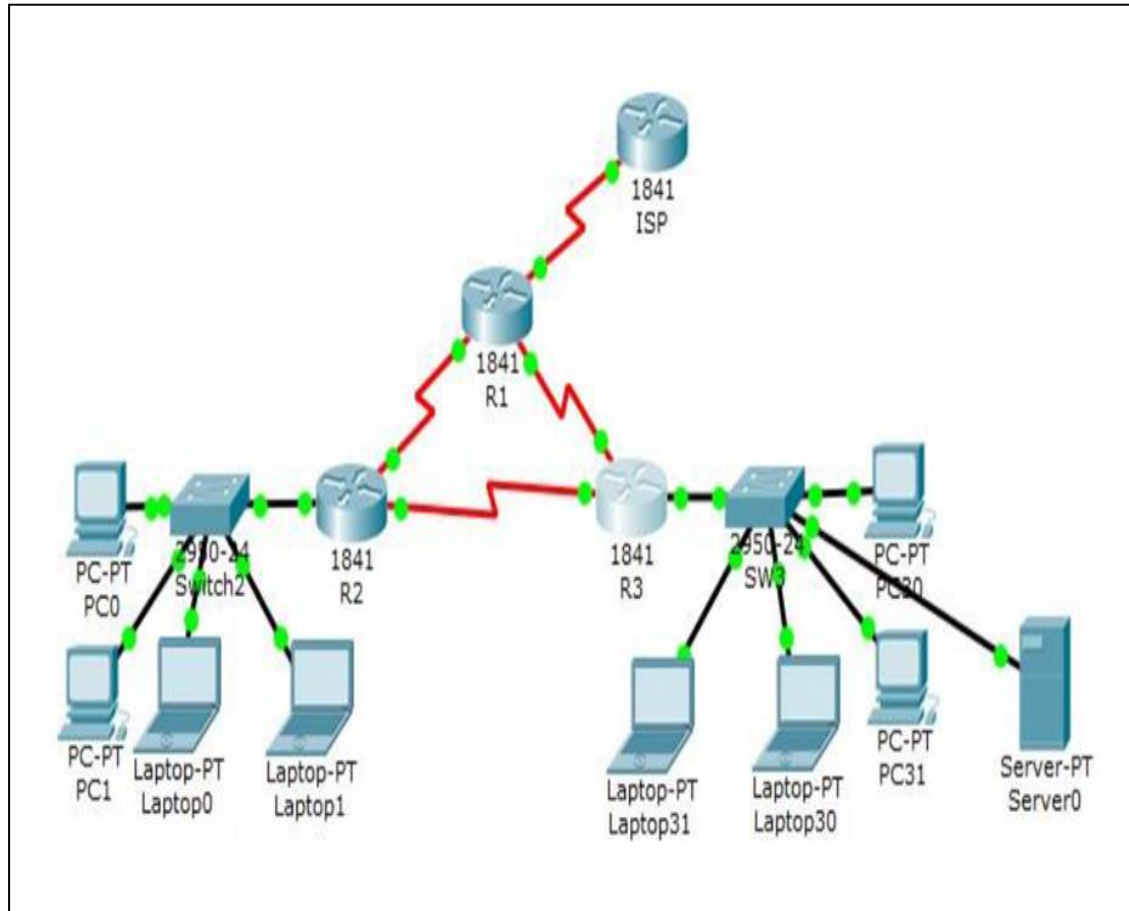 1841
ISP
1841
R1
PC-PT
PC0
2950-24
Switch2
1841
R2
1841
R3
2950-24
SW3
PC-PT
PC30
PC-PT
PC1
Laptop-PT
Laptop0
Laptop-PT
Laptop1
Laptop-PT
Laptop31
Laptop-PT
Laptop30
PC-PT
PC31
Server-PT
Server0